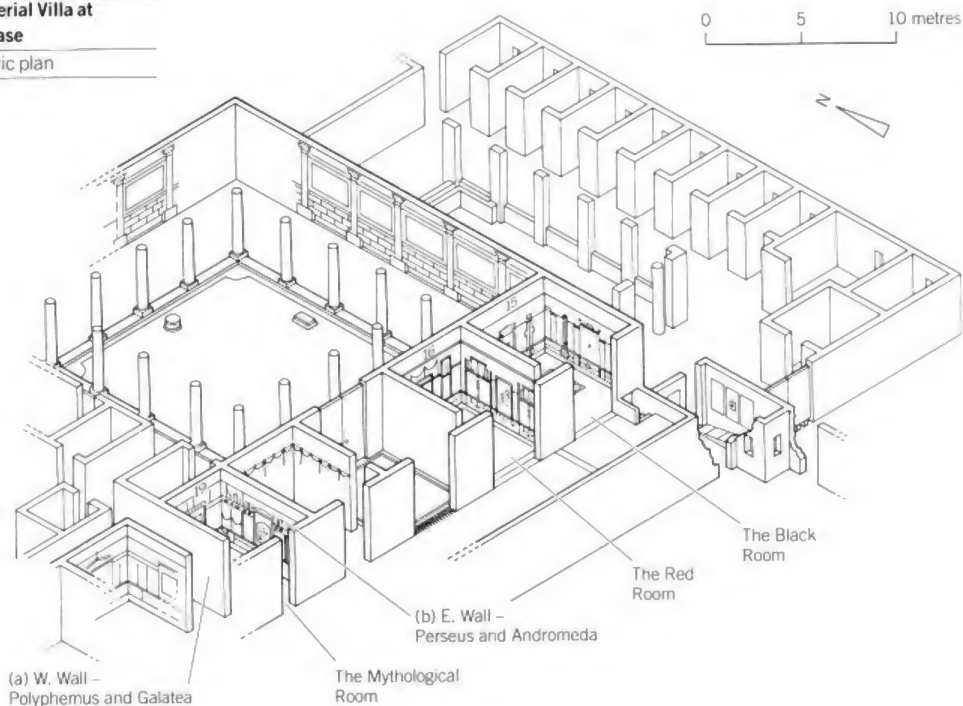 erial Villa at
ase
ric plan
0 5 10 metres
N
15
19
(b) E. Wall –
Perseus and Andromeda
The Red
Room
The Black
Room
(a) W. Wall –
Polyphemus and Galatea
The Mythological
Room